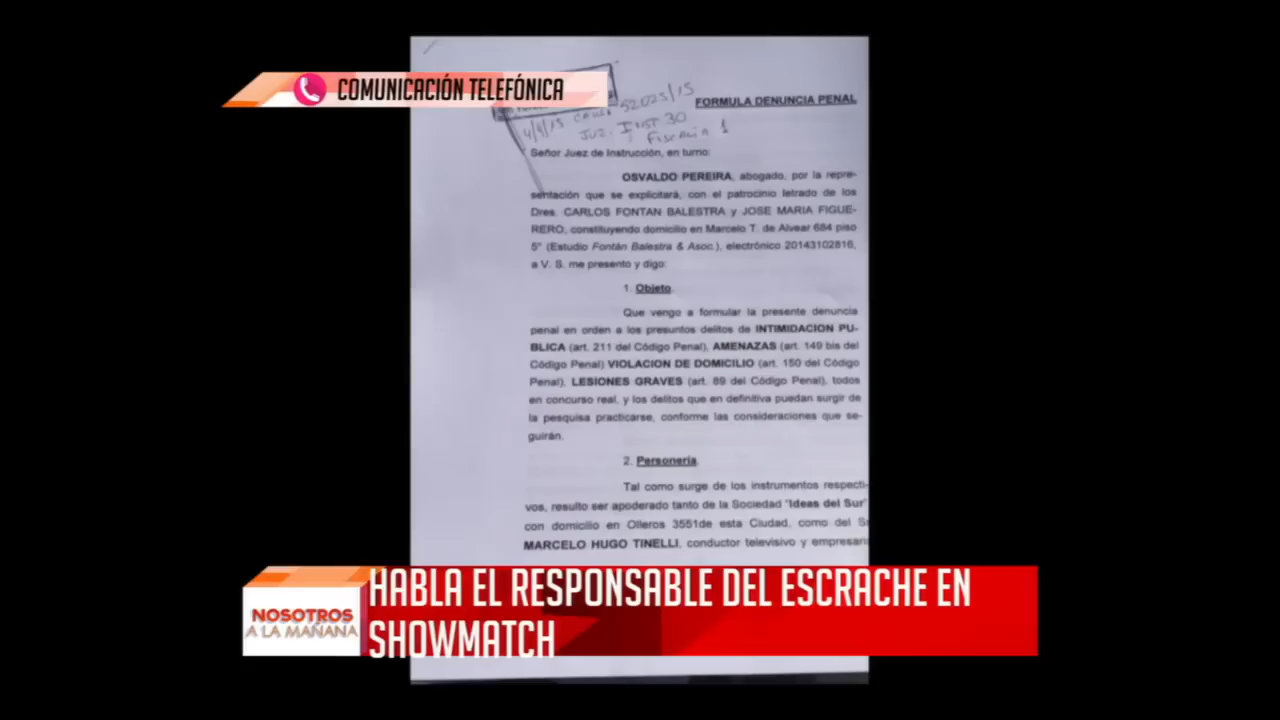 COMUNICACIÓN TELEFÓNICA
FORMULA DENUNCIA PENAL
4/9/15 CAUSA 52025/15
JUZ. INST 30
FISCALIA 1
Señor Juez de Instrucción, en turno:
OSVALDO PEREIRA, abogado, por la repre-
sentación que se explicitará, con el patrocinio letrado de los
Dres. CARLOS FONTAN BALESTRA y JOSE MARIA FIGUE-
RERO, constituyendo domicilio en Marcelo T. de Alvear 684 piso
5° (Estudio Fontán Balestra & Asoc.), electrónico 20143102816,
a V. S. me presento y digo:
1. Objeto.
Que vengo a formular la presente denuncia
penal en orden a los presuntos delitos de INTIMIDACION PU-
BLICA (art. 211 del Código Penal), AMENAZAS (art. 149 bis del
Código Penal) VIOLACION DE DOMICILIO (art. 150 del Código
Penal), LESIONES GRAVES (art. 89 del Código Penal), todos
en concurso real, y los delitos que en definitiva puedan surgir de
la pesquisa practicarse, conforme las consideraciones que se-
guirán.
2. Personería.
Tal como surge de los instrumentos respecti-
vos, resulto ser apoderado tanto de la Sociedad "Ideas del Sur"
con domicilio en Olleros 3551de esta Ciudad, como del S
MARCELO HUGO TINELLI, conductor televisivo y empresari
HABLA EL RESPONSABLE DEL ESCRACHE EN
SHOWMATCH
NOSOTROS
A LA MAÑANA